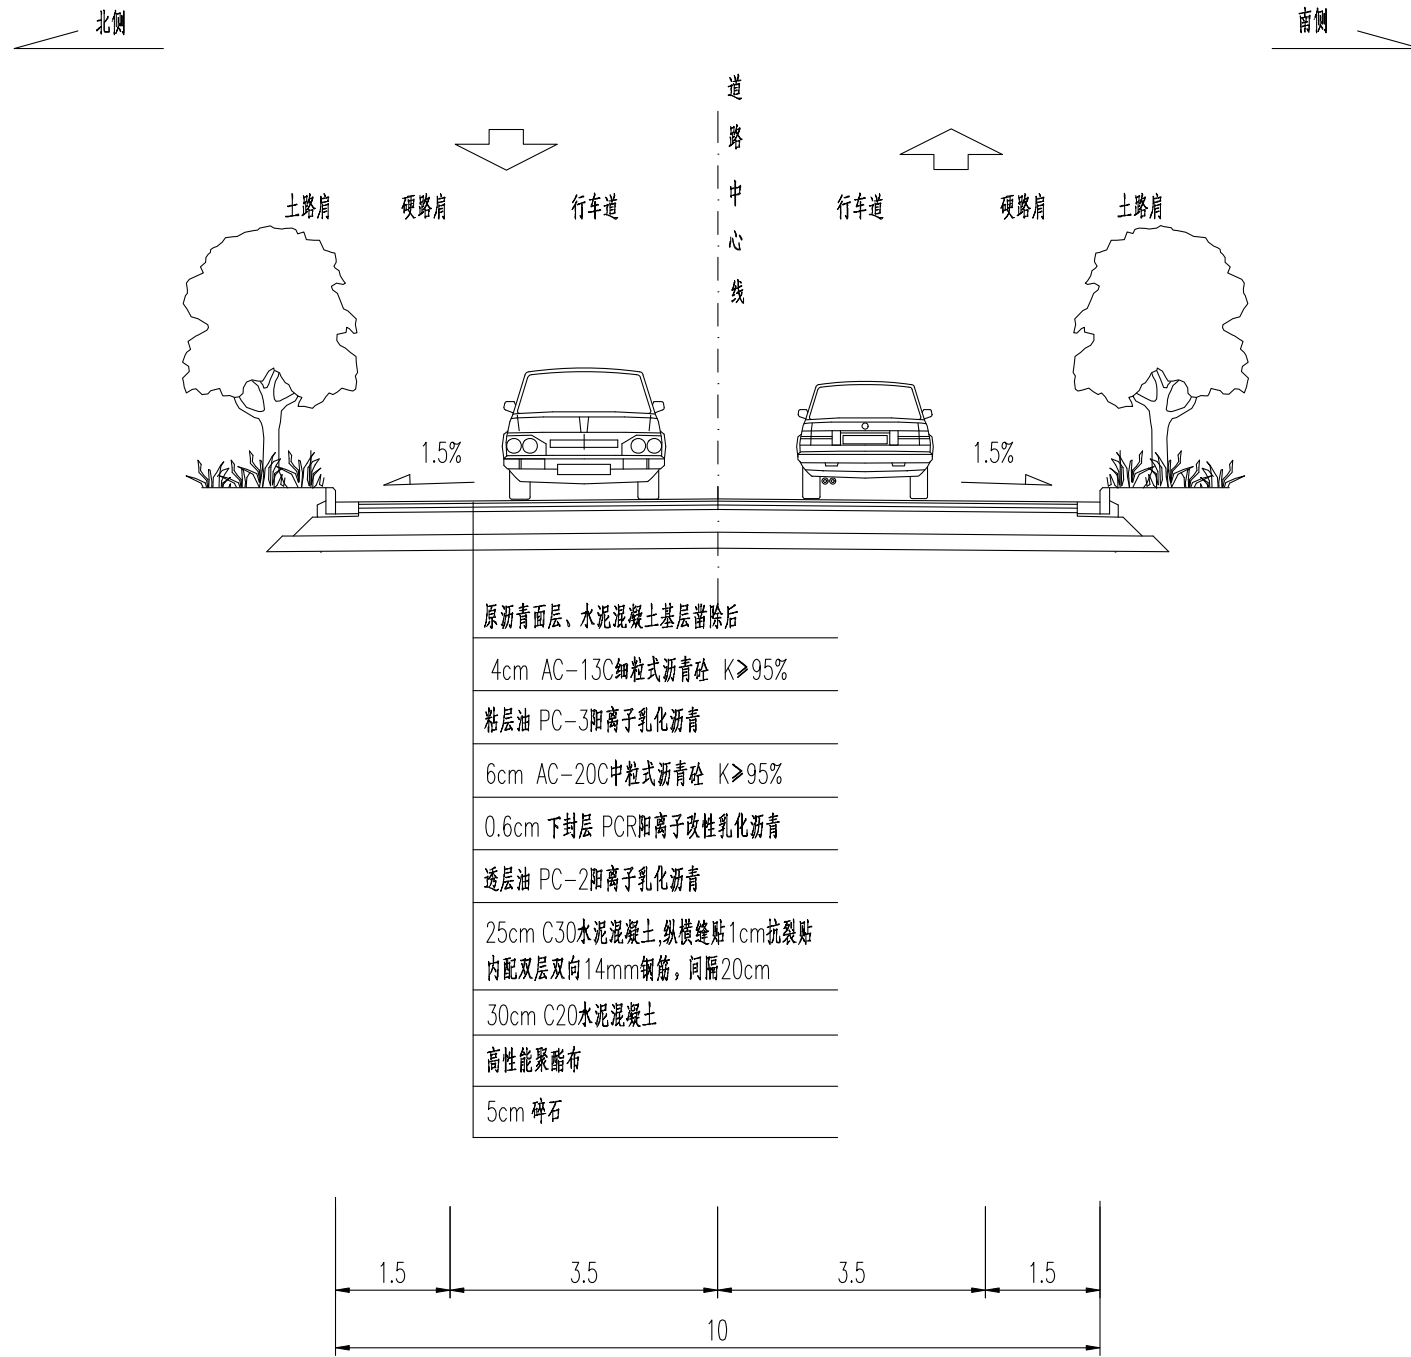 北侧
南侧
道路中心线
土路肩
硬路肩
行车道
行车道
硬路肩
土路肩
1.5%
1.5%
原沥青面层、水泥混凝土基层凿除后
4cm AC-13C细粒式沥青砼 K≥95%
粘层油 PC-3阳离子乳化沥青
6cm AC-20C中粒式沥青砼 K≥95%
0.6cm 下封层 PCR阳离子改性乳化沥青
透层油 PC-2阳离子乳化沥青
25cm C30水泥混凝土,纵横缝贴1cm抗裂贴
内配双层双向14mm钢筋,间隔20cm
30cm C20水泥混凝土
高性能聚酯布
5cm 碎石
1.5
3.5
3.5
1.5
10